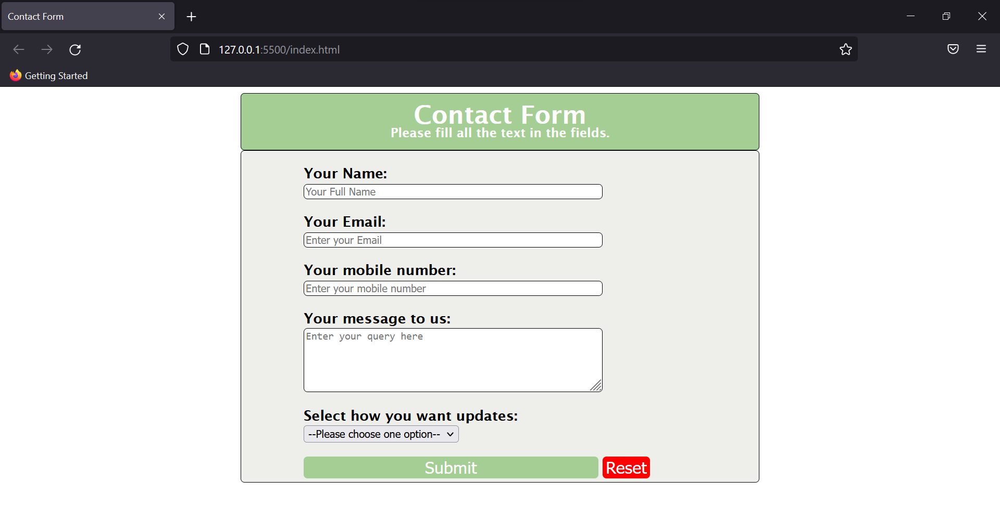 Contact Form
127.0.0.1:5500/index.html
Getting Started
Contact Form
Please fill all the text in the fields.
Your Name:
Your Full Name
Your Email:
Enter your Email
Your mobile number:
Enter your mobile number
Your message to us:
Enter your query here
Select how you want updates:
--Please choose one option--
Submit Reset